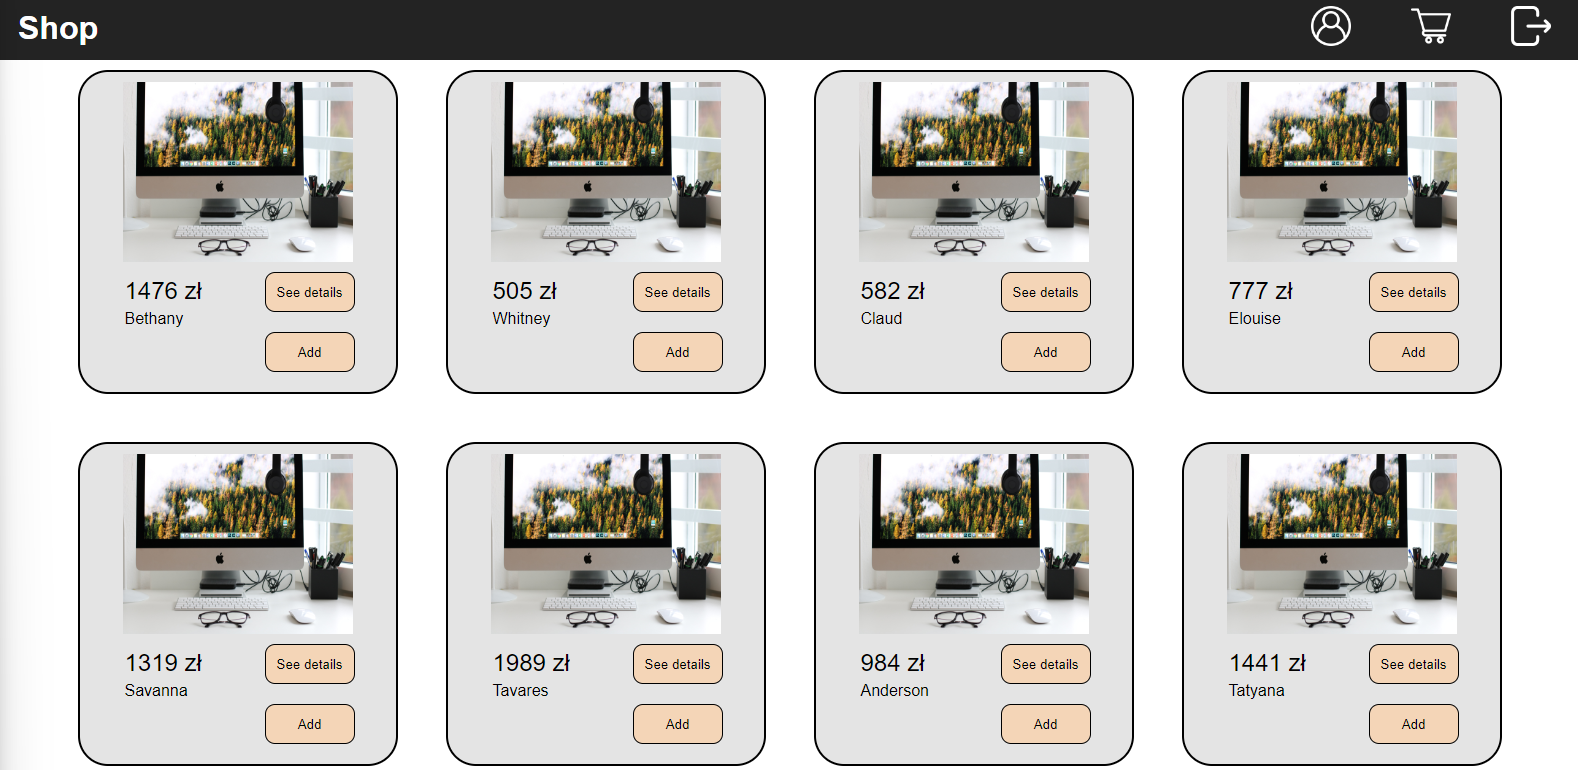 Shop
1476 zł
See details
Bethany
Add
505 zł
See details
Whitney
Add
582 zł
See details
Claud
Add
777 zł
See details
Elouise
Add
1319 zł
See details
Savanna
Add
1989 zł
See details
Tavares
Add
984 zł
See details
Anderson
Add
1441 zł
See details
Tatyana
Add